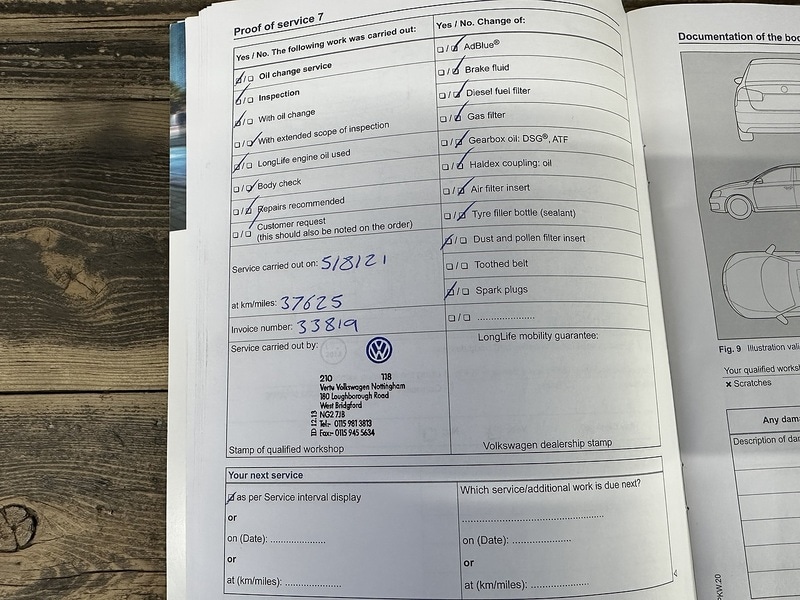 Proof of service 7
Yes / No. The following work was carried out:
Oil change service
Inspection
With oil change
With extended scope of inspection
LongLife engine oil used
Body check
Repairs recommended
Customer request
(this should also be noted on the order)
Service carried out on: 5/8/21
at km/miles: 37625
Invoice number: 33819
Service carried out by:
210 118
Vertu Volkswagen Nottingham
180 Loughborough Road
West Bridgford
NG2 7JB
Tel:- 0115 981 3813
Fax:- 0115 945 5634
ID 12.13
Stamp of qualified workshop
Yes / No. Change of:
AdBlue®
Brake fluid
Diesel fuel filter
Gas filter
Gearbox oil: DSG®, ATF
Haldex coupling: oil
Air filter insert
Tyre filler bottle (sealant)
Dust and pollen filter insert
Toothed belt
Spark plugs
....................
LongLife mobility guarantee:
Volkswagen dealership stamp
Your next service
as per Service interval display
or
on (Date): ...................
or
at (km/miles): ...................
Which service/additional work is due next?
................................................
on (Date): ....................
or
at (km/miles): ....................
Documentation of the
Fig. 9 Illustration
Your qualified
× Scratches
Any
Description of